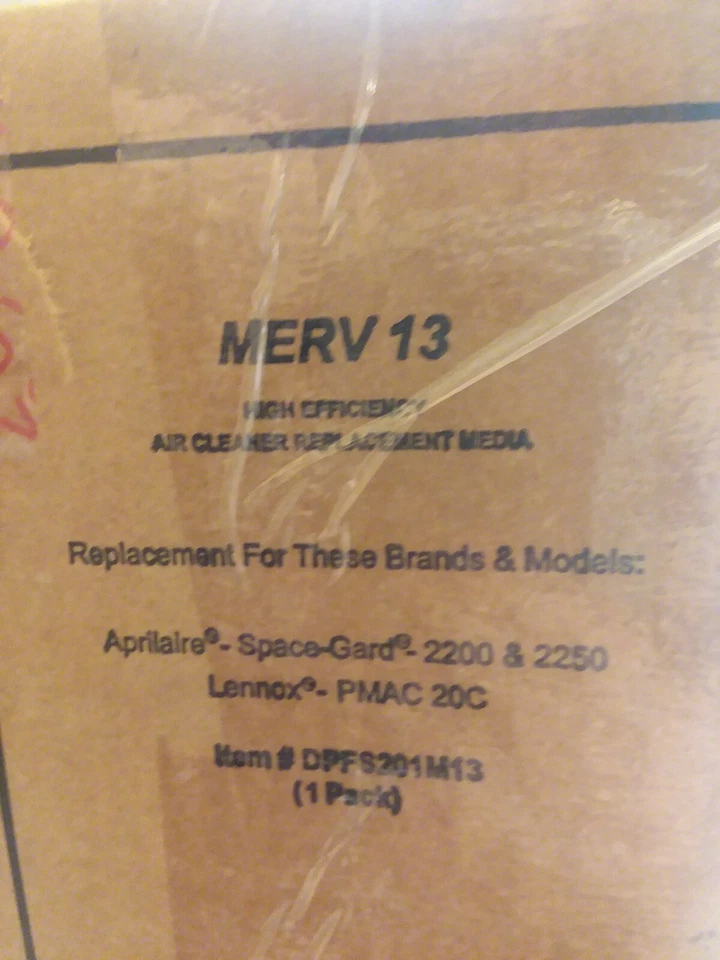 MERV 13
HIGH EFFICIENCY
AIR CLEANER REPLACEMENT MEDIA
Replacement For These Brands & Models:
Aprilaire®- Space-Gard®- 2200 & 2250
Lennox®- PMAC 20C
Item # DPFS201M13
(1 Pack)